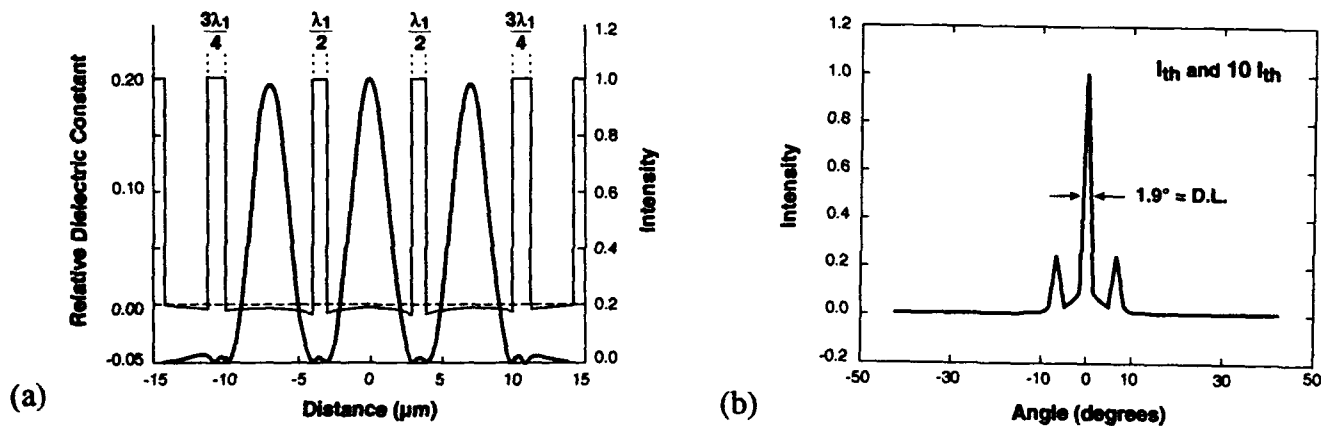 3λ1/4 λ1/2 λ1/2 3λ1/4
0.20
0.10
0.00
-0.05
Relative Dielectric Constant
1.2
1.0
0.8
0.6
0.4
0.2
0.0
Intensity
-15 -10 -5 0 5 10 15
Distance (µm)
(a)
1.2
1.0
0.8
0.6
0.4
0.2
0.0
-0.2
Intensity
Ith and 10 Ith
1.9° = D.L.
-50 -30 -10 0 10 30 50
Angle (degrees)
(b)